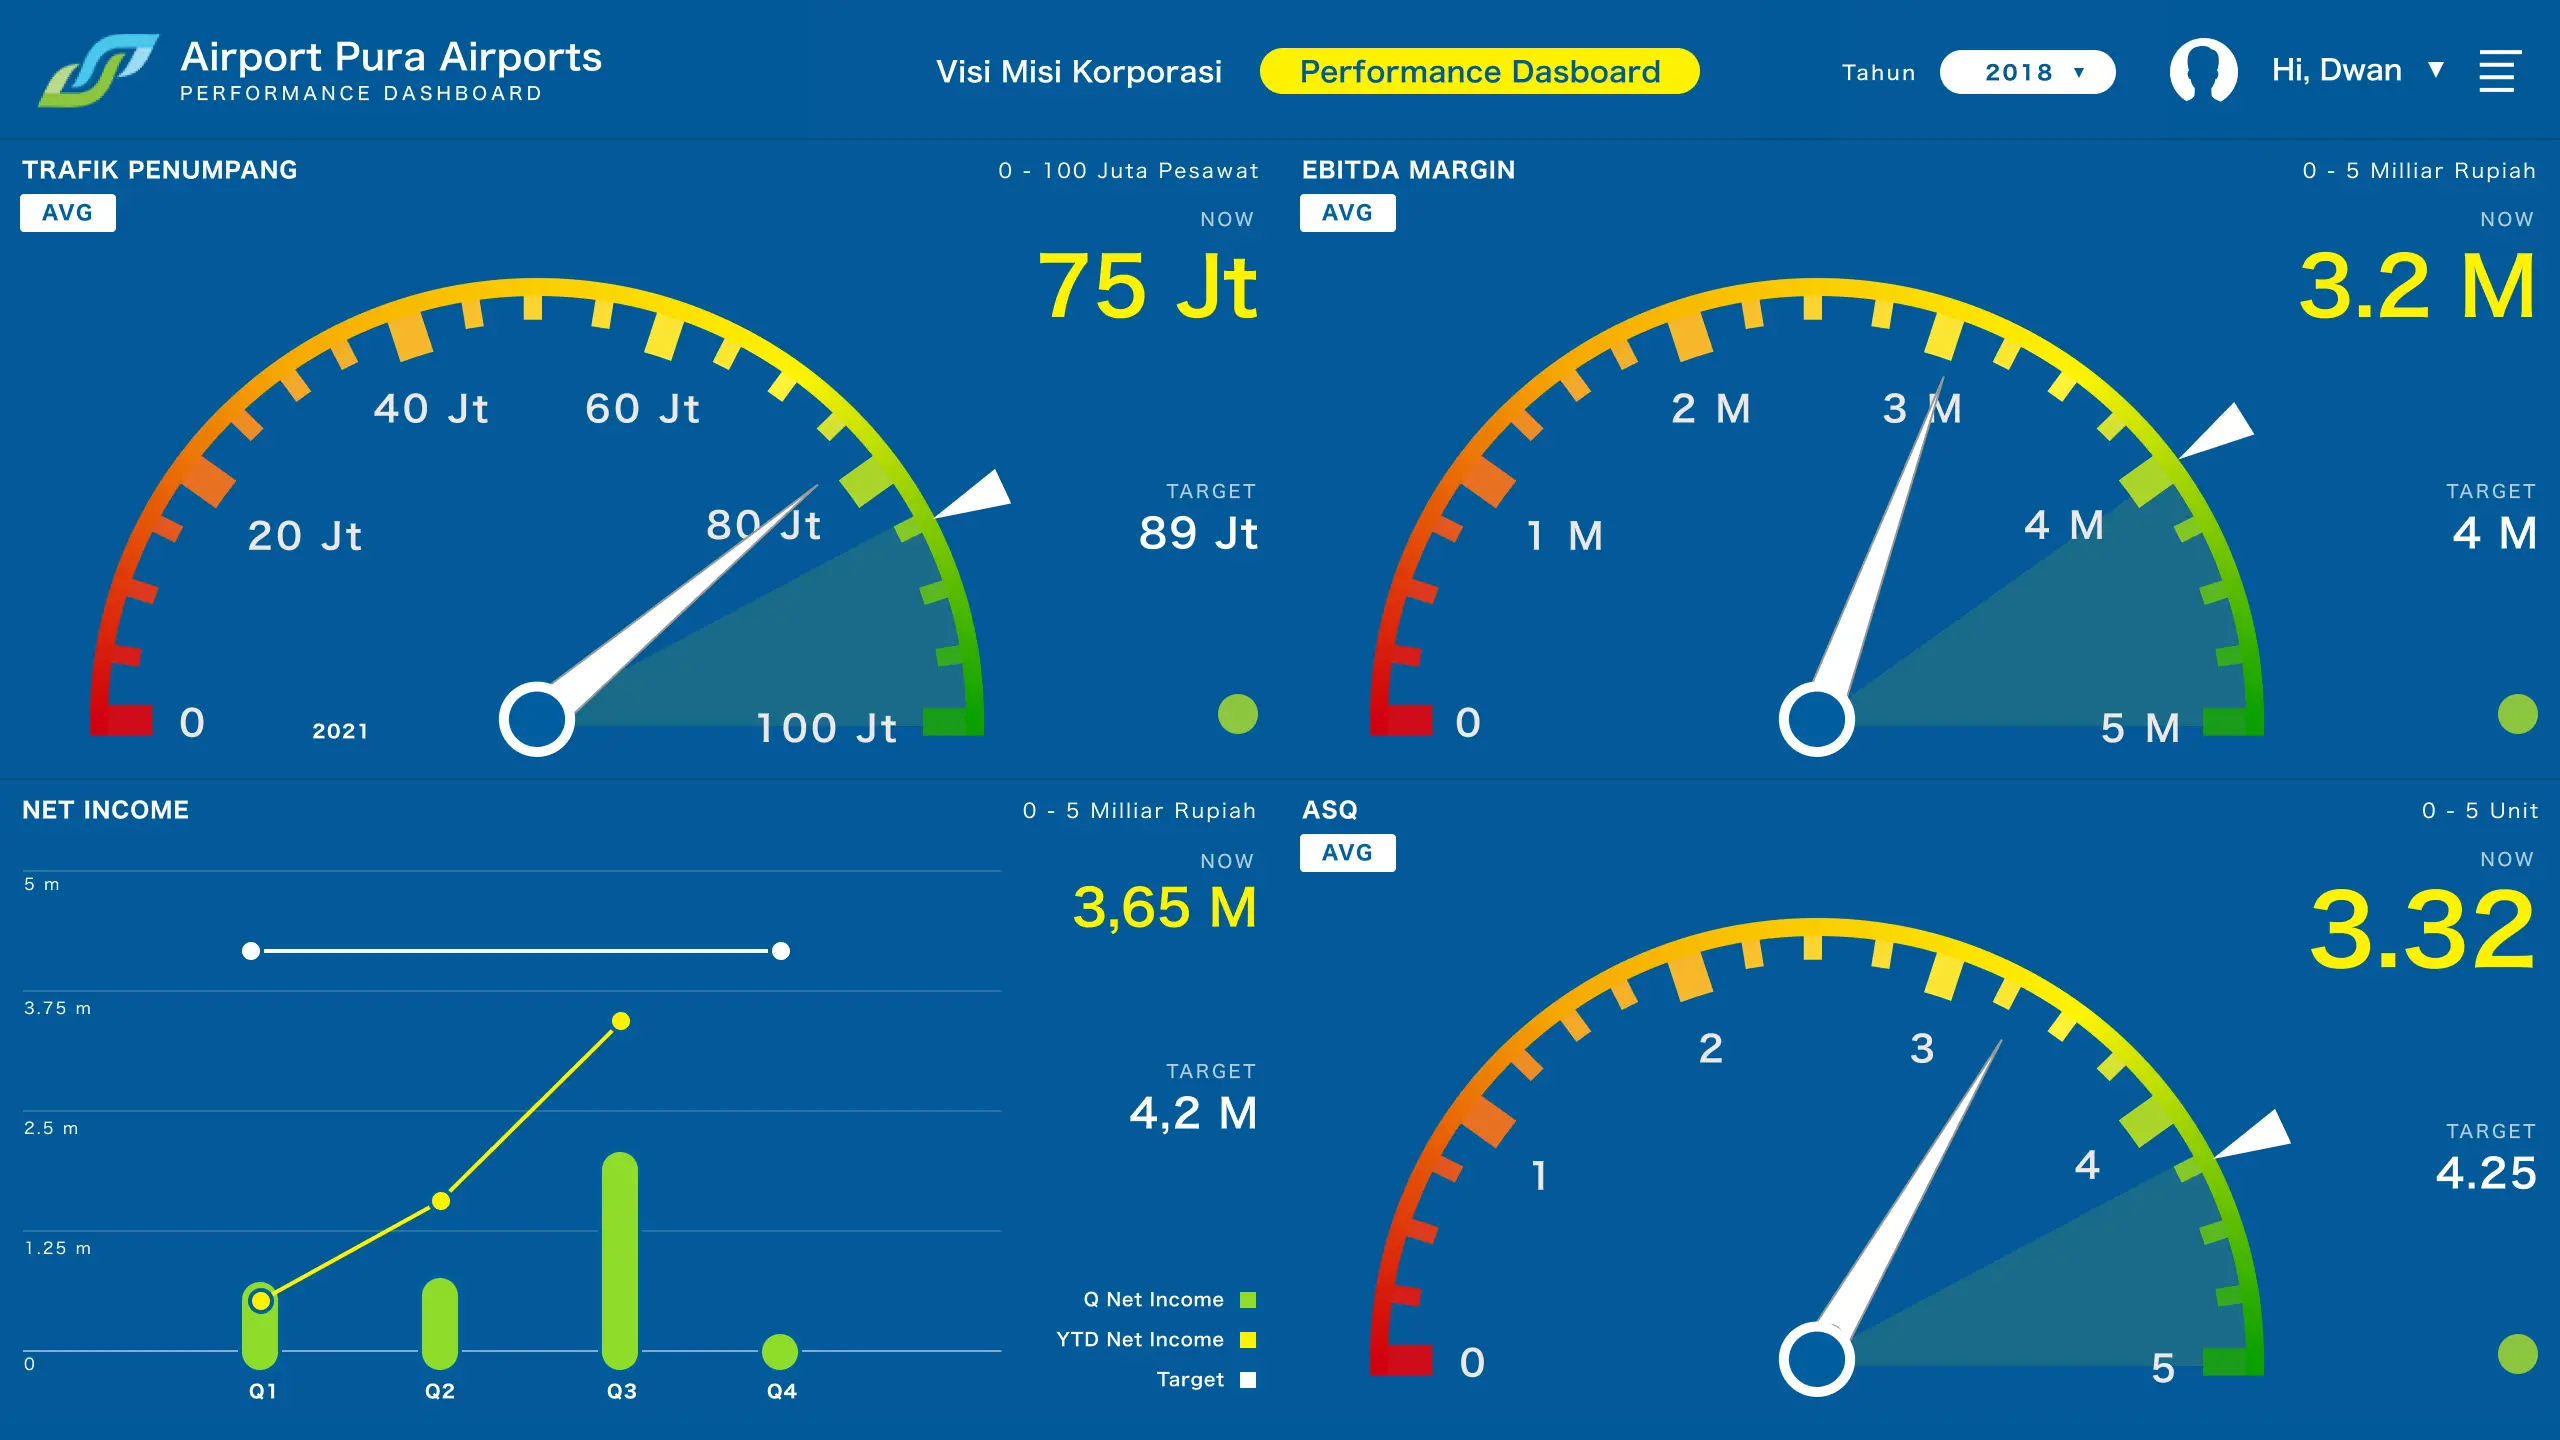 Airport Pura Airports
PERFORMANCE DASHBOARD
Visi Misi Korporasi
Performance Dasboard
Tahun
2018 ▼
Hi, Dwan ▼
TRAFIK PENUMPANG
0 - 100 Juta Pesawat
AVG
NOW
75 Jt
40 Jt
60 Jt
20 Jt
80 Jt
TARGET
89 Jt
0
2021
100 Jt
EBITDA MARGIN
0 - 5 Milliar Rupiah
AVG
NOW
3.2 M
2 M
3 M
1 M
4 M
TARGET
4 M
0
5 M
NET INCOME
0 - 5 Milliar Rupiah
5 m
NOW
3,65 M
3.75 m
TARGET
4,2 M
2.5 m
1.25 m
Q Net Income
YTD Net Income
Target
0
Q1
Q2
Q3
Q4
ASQ
0 - 5 Unit
AVG
NOW
3.32
2
3
1
4
TARGET
4.25
0
5